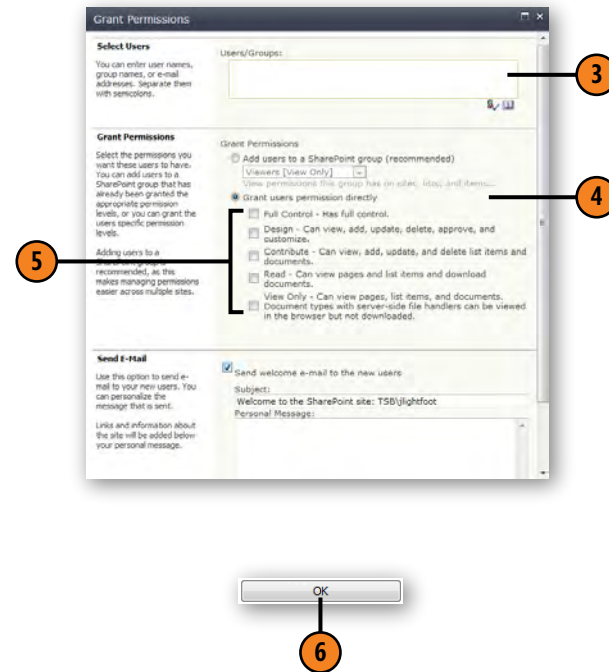 Grant Permissions
Select Users
You can enter user names,
group names, or e-mail
addresses. Separate them
with semicolons.
Users/Groups:
3
Grant Permissions
Select the permissions you
want these users to have.
You can add users to a
SharePoint group that has
already been granted the
appropriate permission
levels, or you can grant the
users specific permission
levels.
Adding users to a
SharePoint group is
recommended, as this
makes managing permissions
easier across multiple sites.
Grant Permissions
Add users to a SharePoint group (recommended)
Viewers [View Only]
View permissions this group has on sites, lists, and items...
Grant users permission directly
4
5
Full Control - Has full control.
Design - Can view, add, update, delete, approve, and
customize.
Contribute - Can view, add, update, and delete list items and
documents.
Read - Can view pages and list items and download
documents.
View Only - Can view pages, list items, and documents.
Document types with server-side file handlers can be viewed
in the browser but not downloaded.
Send E-Mail
Use this option to send e-
mail to your new users. You
can personalize the
message that is sent.
Links and information about
the site will be added below
your personal message.
Send welcome e-mail to the new users
Subject:
Welcome to the SharePoint site: TSB\jlightfoot
Personal Message:
OK
6